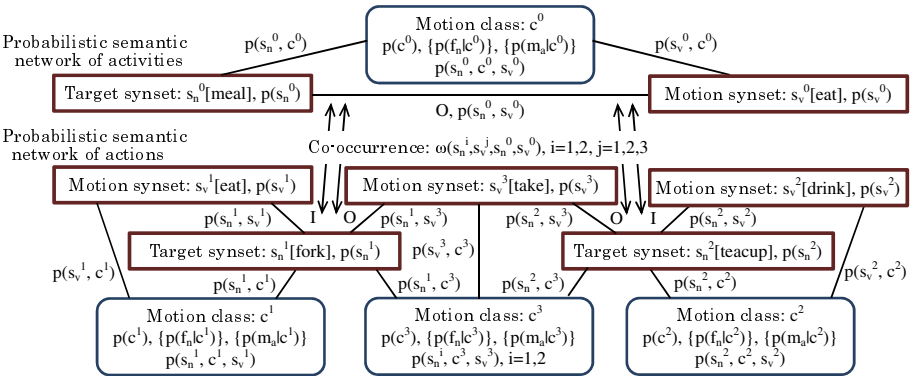 Motion class: c⁰
p(c⁰), {p(fₙ|c⁰)}, {p(mₐ|c⁰)}
p(sₙ⁰, c⁰, sᵥ⁰)
Probabilistic semantic
network of activities
p(sₙ⁰, c⁰)
p(sᵥ⁰, c⁰)
Target synset: sₙ⁰[meal], p(sₙ⁰)
Motion synset: sᵥ⁰[eat], p(sᵥ⁰)
O, p(sₙ⁰, sᵥ⁰)
Probabilistic semantic
network of actions
Co-occurrence: ω(sₙⁱ,sᵥʲ,sₙ⁰,sᵥ⁰), i=1,2, j=1,2,3
Motion synset: sᵥ¹[eat], p(sᵥ¹)
Motion synset: sᵥ³[take], p(sᵥ³)
Motion synset: sᵥ²[drink], p(sᵥ²)
p(sₙ¹, sᵥ¹)
I
O
p(sₙ¹, sᵥ³)
p(sₙ², sᵥ³)
O
I
p(sₙ², sᵥ²)
Target synset: sₙ¹[fork], p(sₙ¹)
p(sᵥ³, c³)
Target synset: sₙ²[teacup], p(sₙ²)
p(sᵥ¹, c¹)
p(sₙ¹, c¹)
p(sₙ¹, c³)
p(sₙ², c³)
p(sₙ², c²)
p(sᵥ², c²)
Motion class: c¹
p(c¹), {p(fₙ|c¹)}, {p(mₐ|c¹)}
p(sₙ¹, c¹, sᵥ¹)
Motion class: c³
p(c³), {p(fₙ|c³)}, {p(mₐ|c³)}
p(sₙⁱ, c³, sᵥ³), i=1,2
Motion class: c²
p(c²), {p(fₙ|c²)}, {p(mₐ|c²)}
p(sₙ², c², sᵥ²)